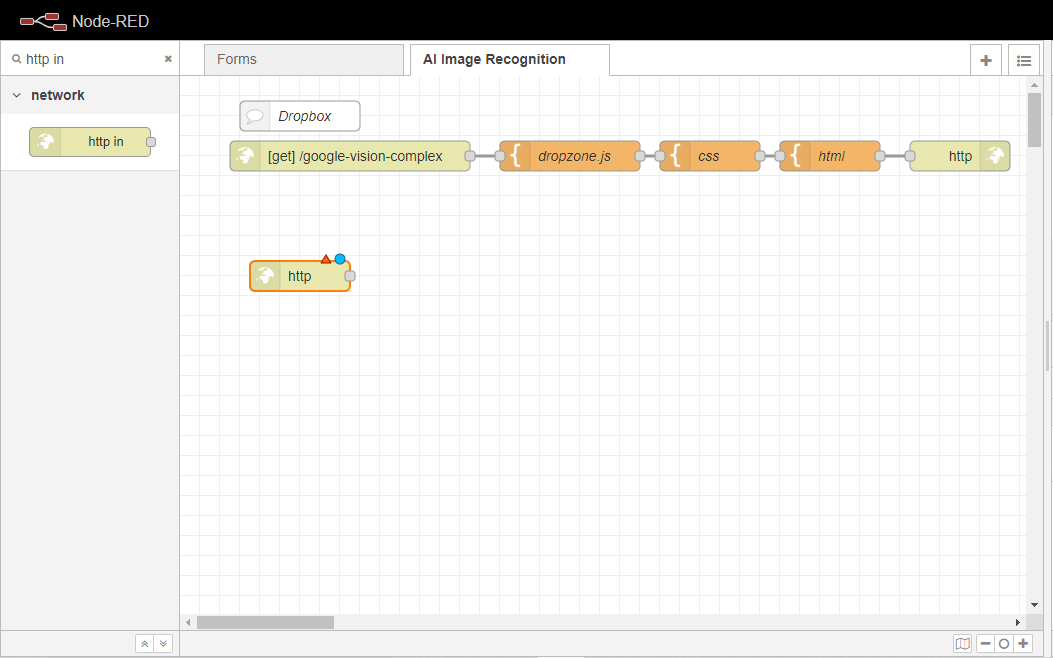 Node-RED
http in
Forms
AI Image Recognition
network
http in
Dropbox
[get] /google-vision-complex
dropzone.js
css
html
http
http